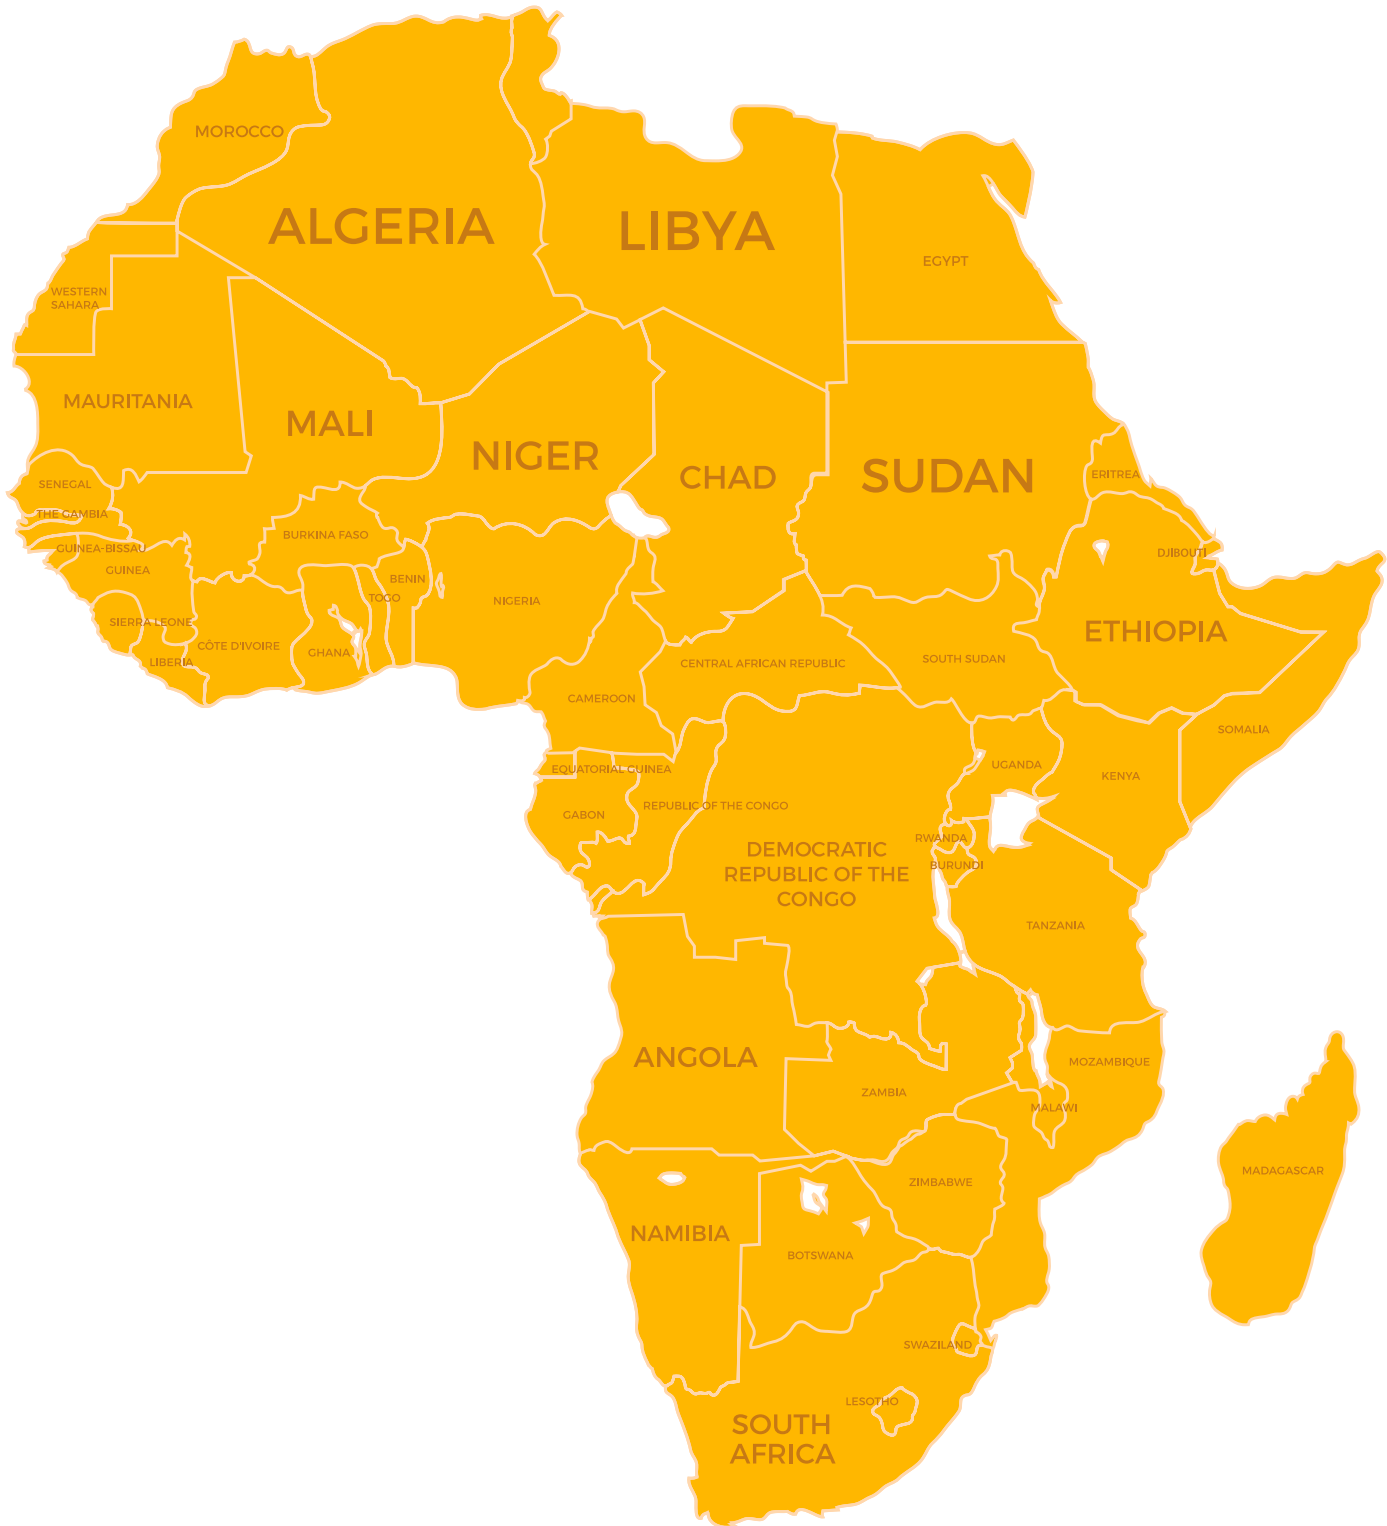 MOROCCO
ALGERIA
LIBYA
EGYPT
WESTERN
SAHARA
MAURITANIA
MALI
NIGER
CHAD
SUDAN
ERITREA
SENEGAL
THE GAMBIA
GUINEA-BISSAU
GUINEA
BURKINA FASO
BENIN
TOGO
NIGERIA
DJIBOUTI
SIERRA LEONE
LIBERIA
CÔTE D'IVOIRE
GHANA
ETHIOPIA
CENTRAL AFRICAN REPUBLIC
SOUTH SUDAN
CAMEROON
SOMALIA
EQUATORIAL GUINEA
UGANDA
KENYA
GABON
REPUBLIC OF THE CONGO
RWANDA
BURUNDI
DEMOCRATIC
REPUBLIC OF THE
CONGO
TANZANIA
ANGOLA
ZAMBIA
MOZAMBIQUE
MALAWI
MADAGASCAR
ZIMBABWE
NAMIBIA
BOTSWANA
SWAZILAND
LESOTHO
SOUTH
AFRICA